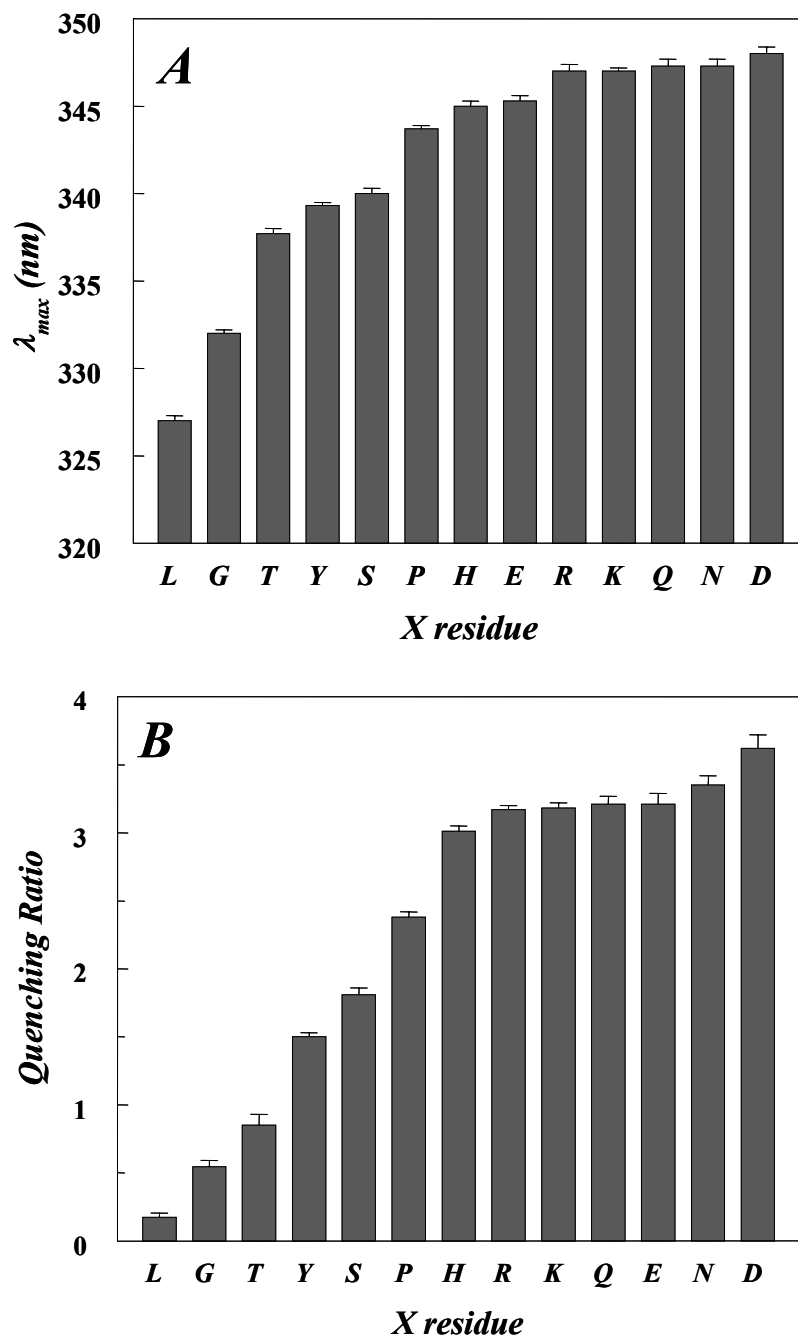 A
350
345
340
335
330
325
320
λmax (nm)
L G T Y S P H E R K Q N D
X residue
B
4
3
2
1
0
Quenching Ratio
L G T Y S P H R K Q E N D
X residue